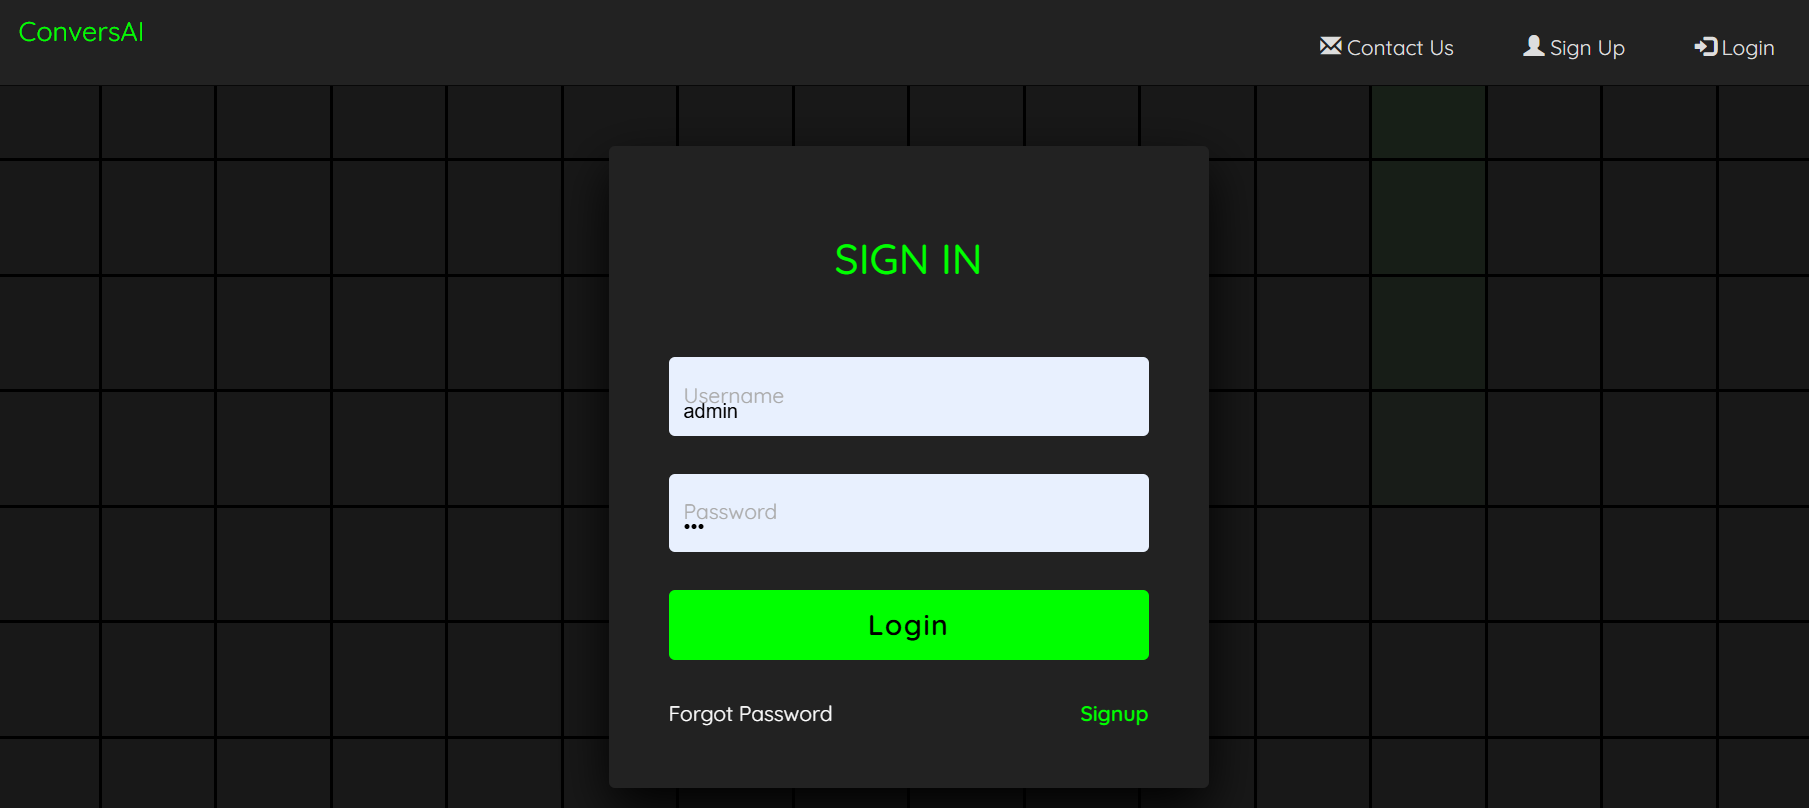 ConversAI
Contact Us
Sign Up
Login
SIGN IN
Username
admin
Password
•••
Login
Forgot Password
Signup